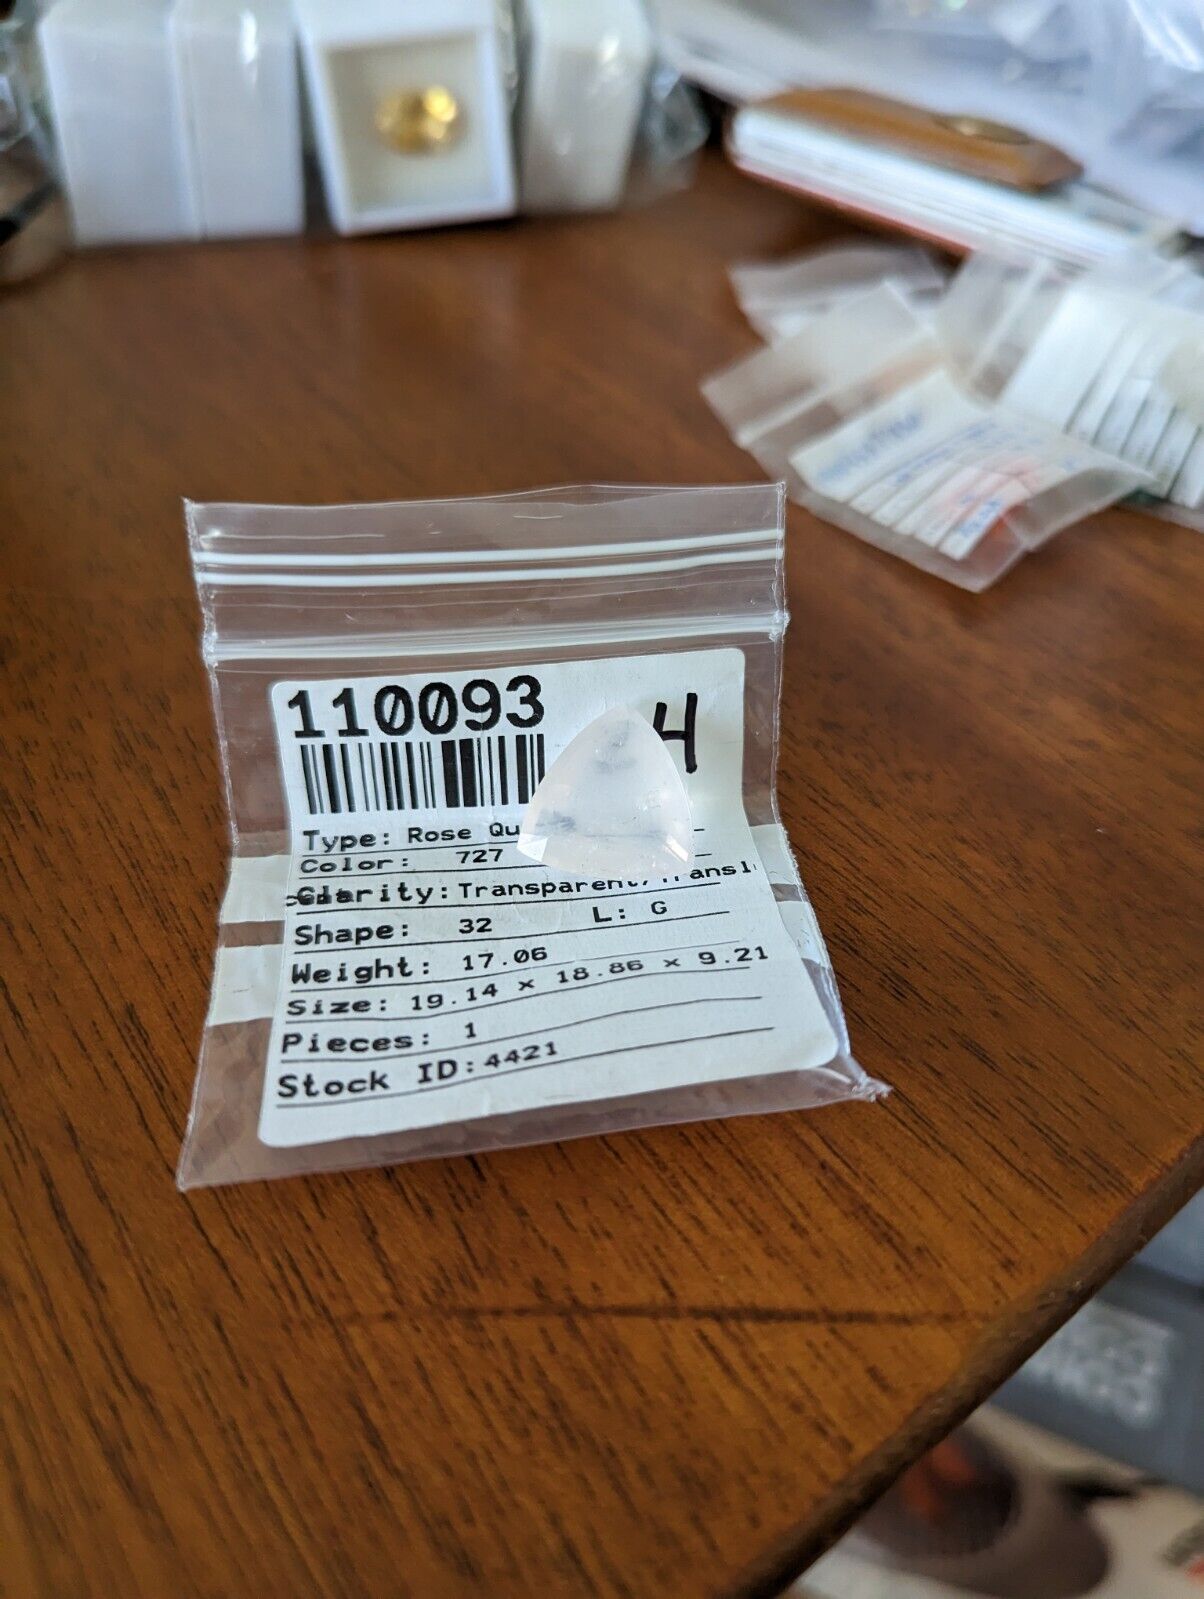 110093
4
Type: Rose Qu
Color: 727
Clarity: Transparent/Transl
Shape: 32 L: G
Weight: 17.06
Size: 19.14 x 18.86 x 9.21
Pieces: 1
Stock ID: 4421